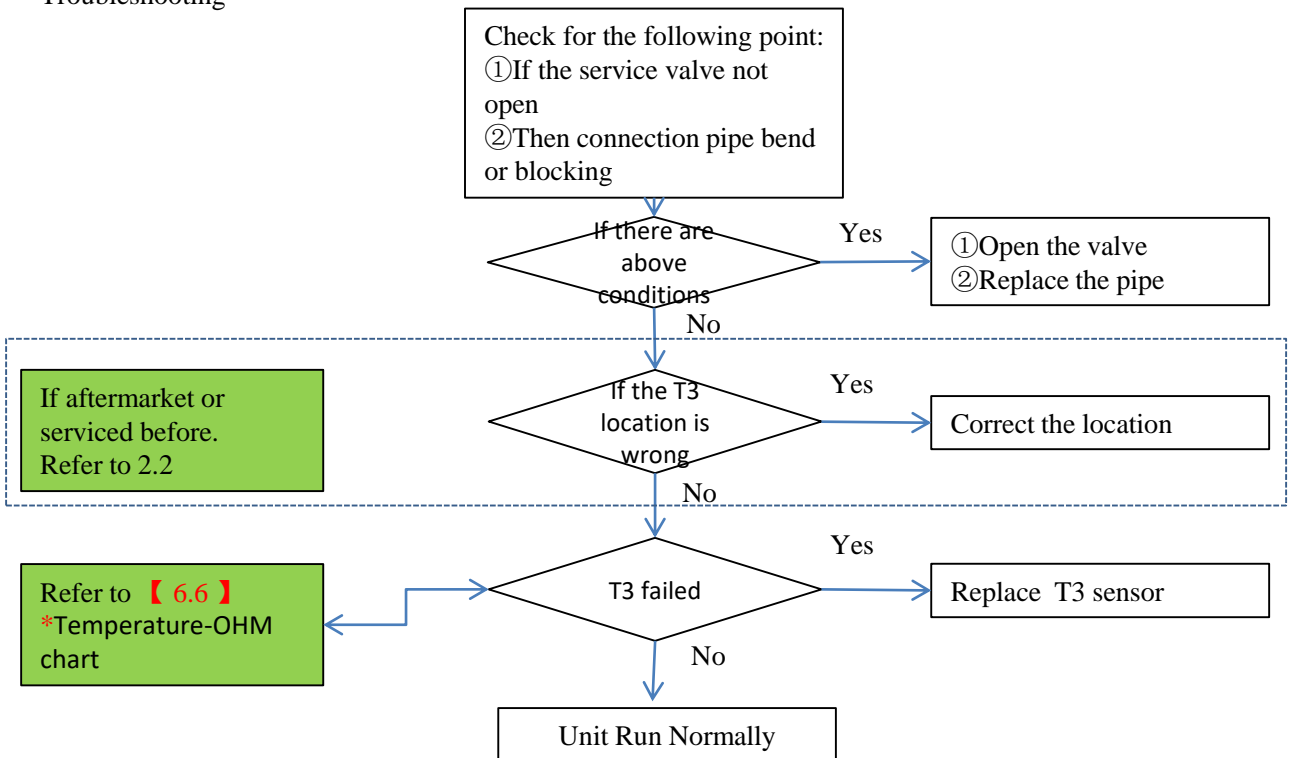 Troubleshooting
Check for the following point:
①If the service valve not
open
②Then connection pipe bend
or blocking
If there are
above
conditions
Yes
①Open the valve
②Replace the pipe
No
If aftermarket or
serviced before.
Refer to 2.2
If the T3
location is
wrong
Yes
Correct the location
No
Refer to 【 6.6 】
*Temperature-OHM
chart
T3 failed
Yes
Replace T3 sensor
No
Unit Run Normally